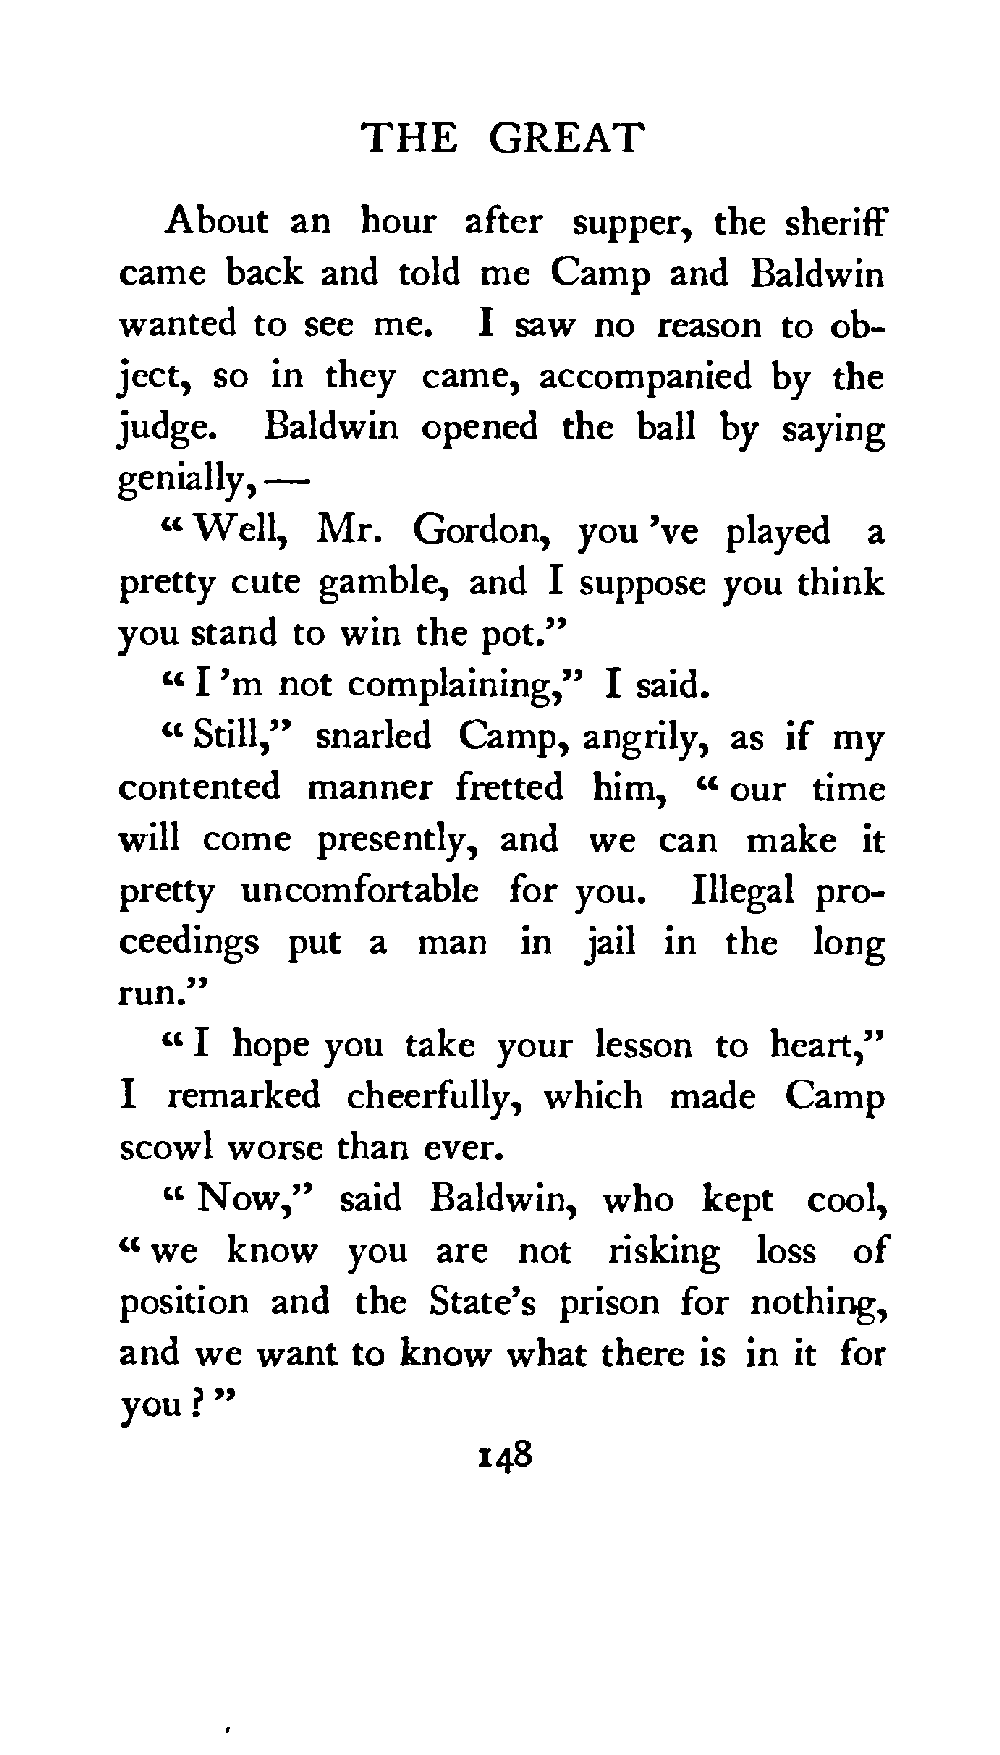 THE GREAT
About an hour after supper, the sheriff
came back and told me Camp and Baldwin
wanted to see me. I saw no reason to ob-
ject, so in they came, accompanied by the
judge. Baldwin opened the ball by saying
genially,—
“ Well, Mr. Gordon, you ’ve played a
pretty cute gamble, and I suppose you think
you stand to win the pot.”
“ I ’m not complaining,” I said.
“ Still,” snarled Camp, angrily, as if my
contented manner fretted him, “ our time
will come presently, and we can make it
pretty uncomfortable for you. Illegal pro-
ceedings put a man in jail in the long
run.”
“ I hope you take your lesson to heart,”
I remarked cheerfully, which made Camp
scowl worse than ever.
“ Now,” said Baldwin, who kept cool,
“ we know you are not risking loss of
position and the State’s prison for nothing,
and we want to know what there is in it for
you ? ”
148